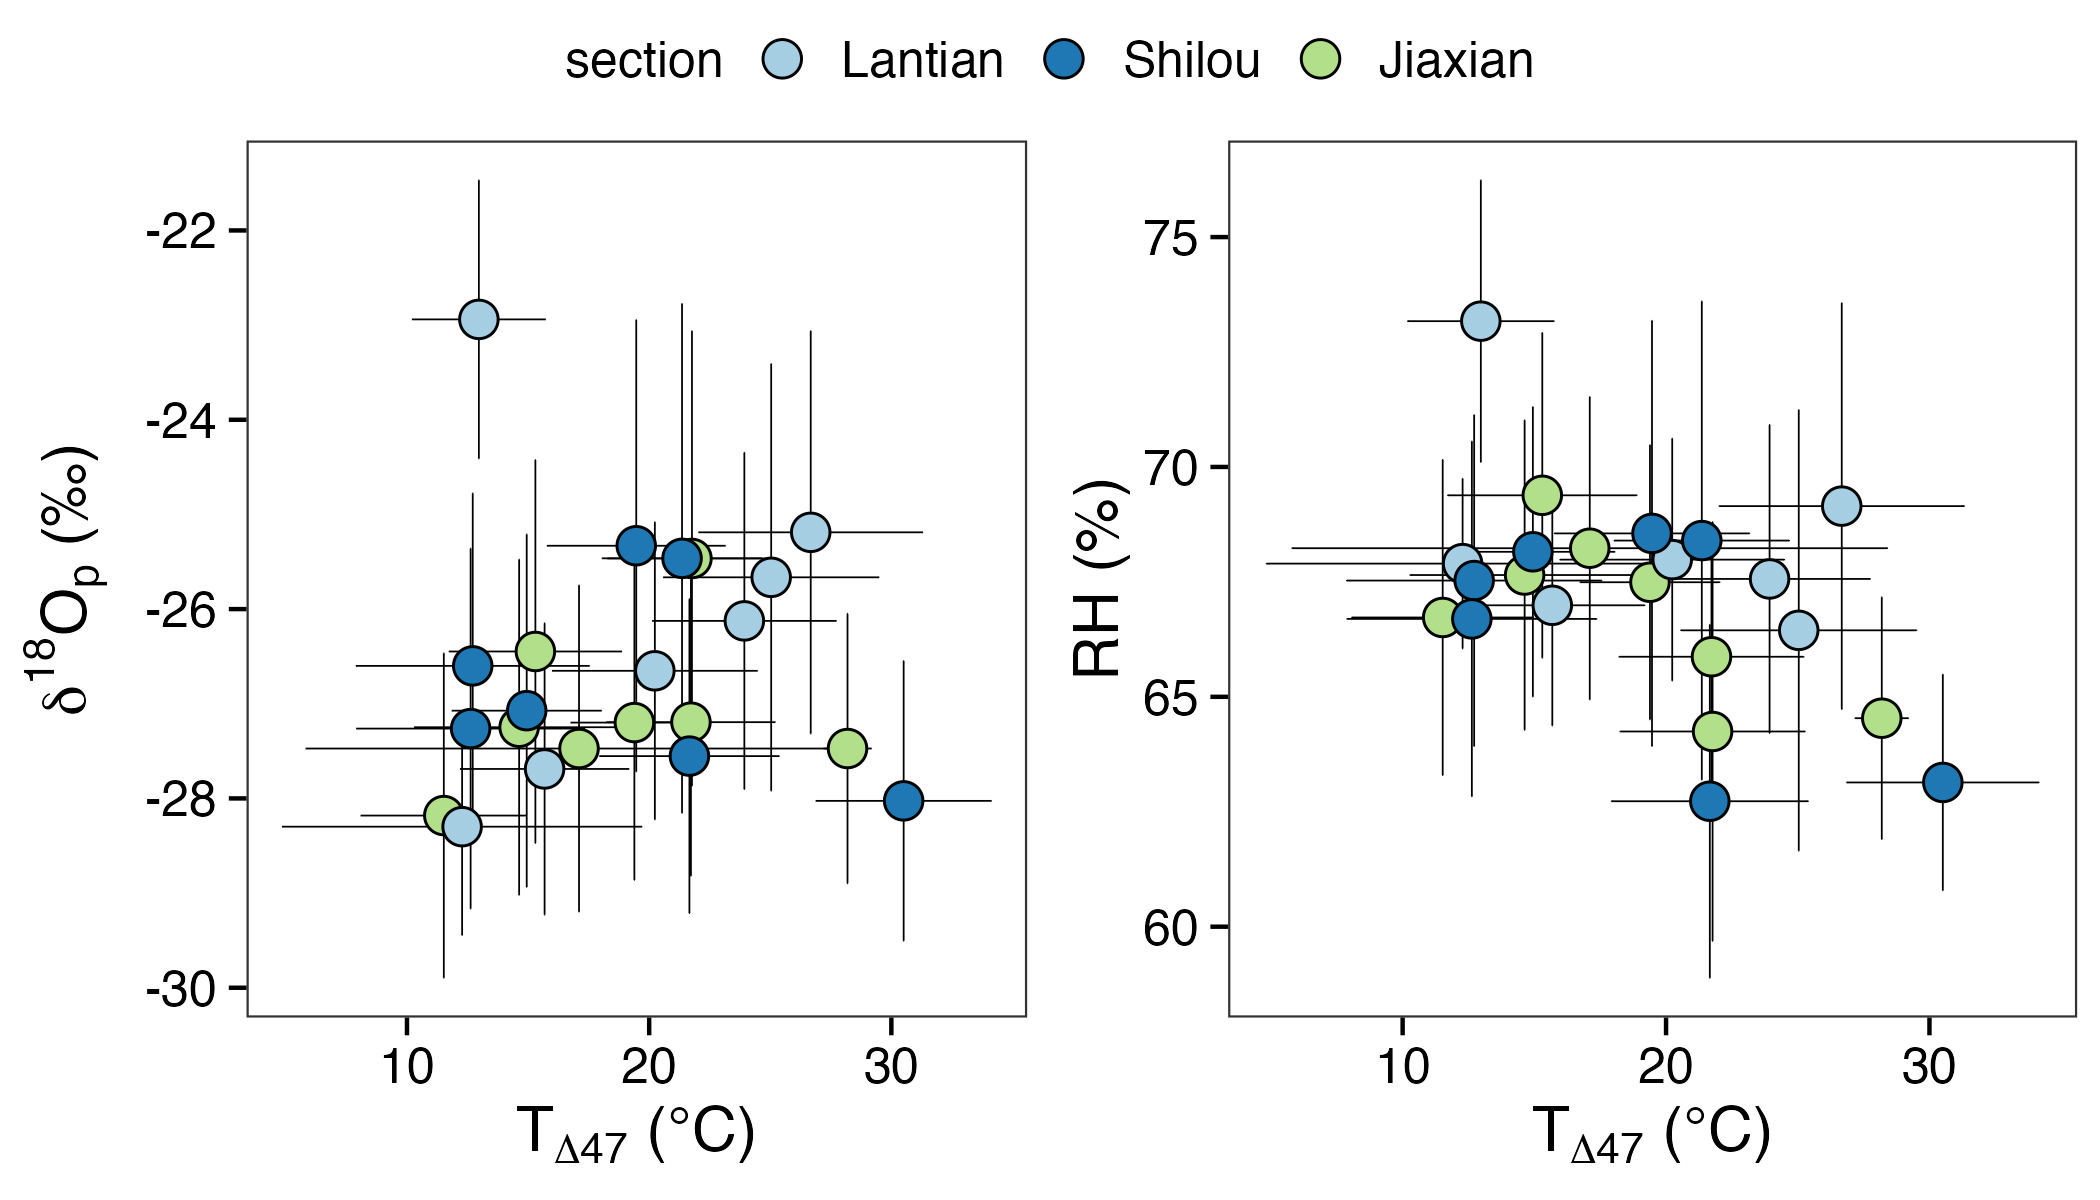 section Lantian Shilou Jiaxian
δ18Op (‰)
-22
-24
-26
-28
-30
10 20 30
TΔ47 (°C)
RH (%)
75
70
65
60
10 20 30
TΔ47 (°C)